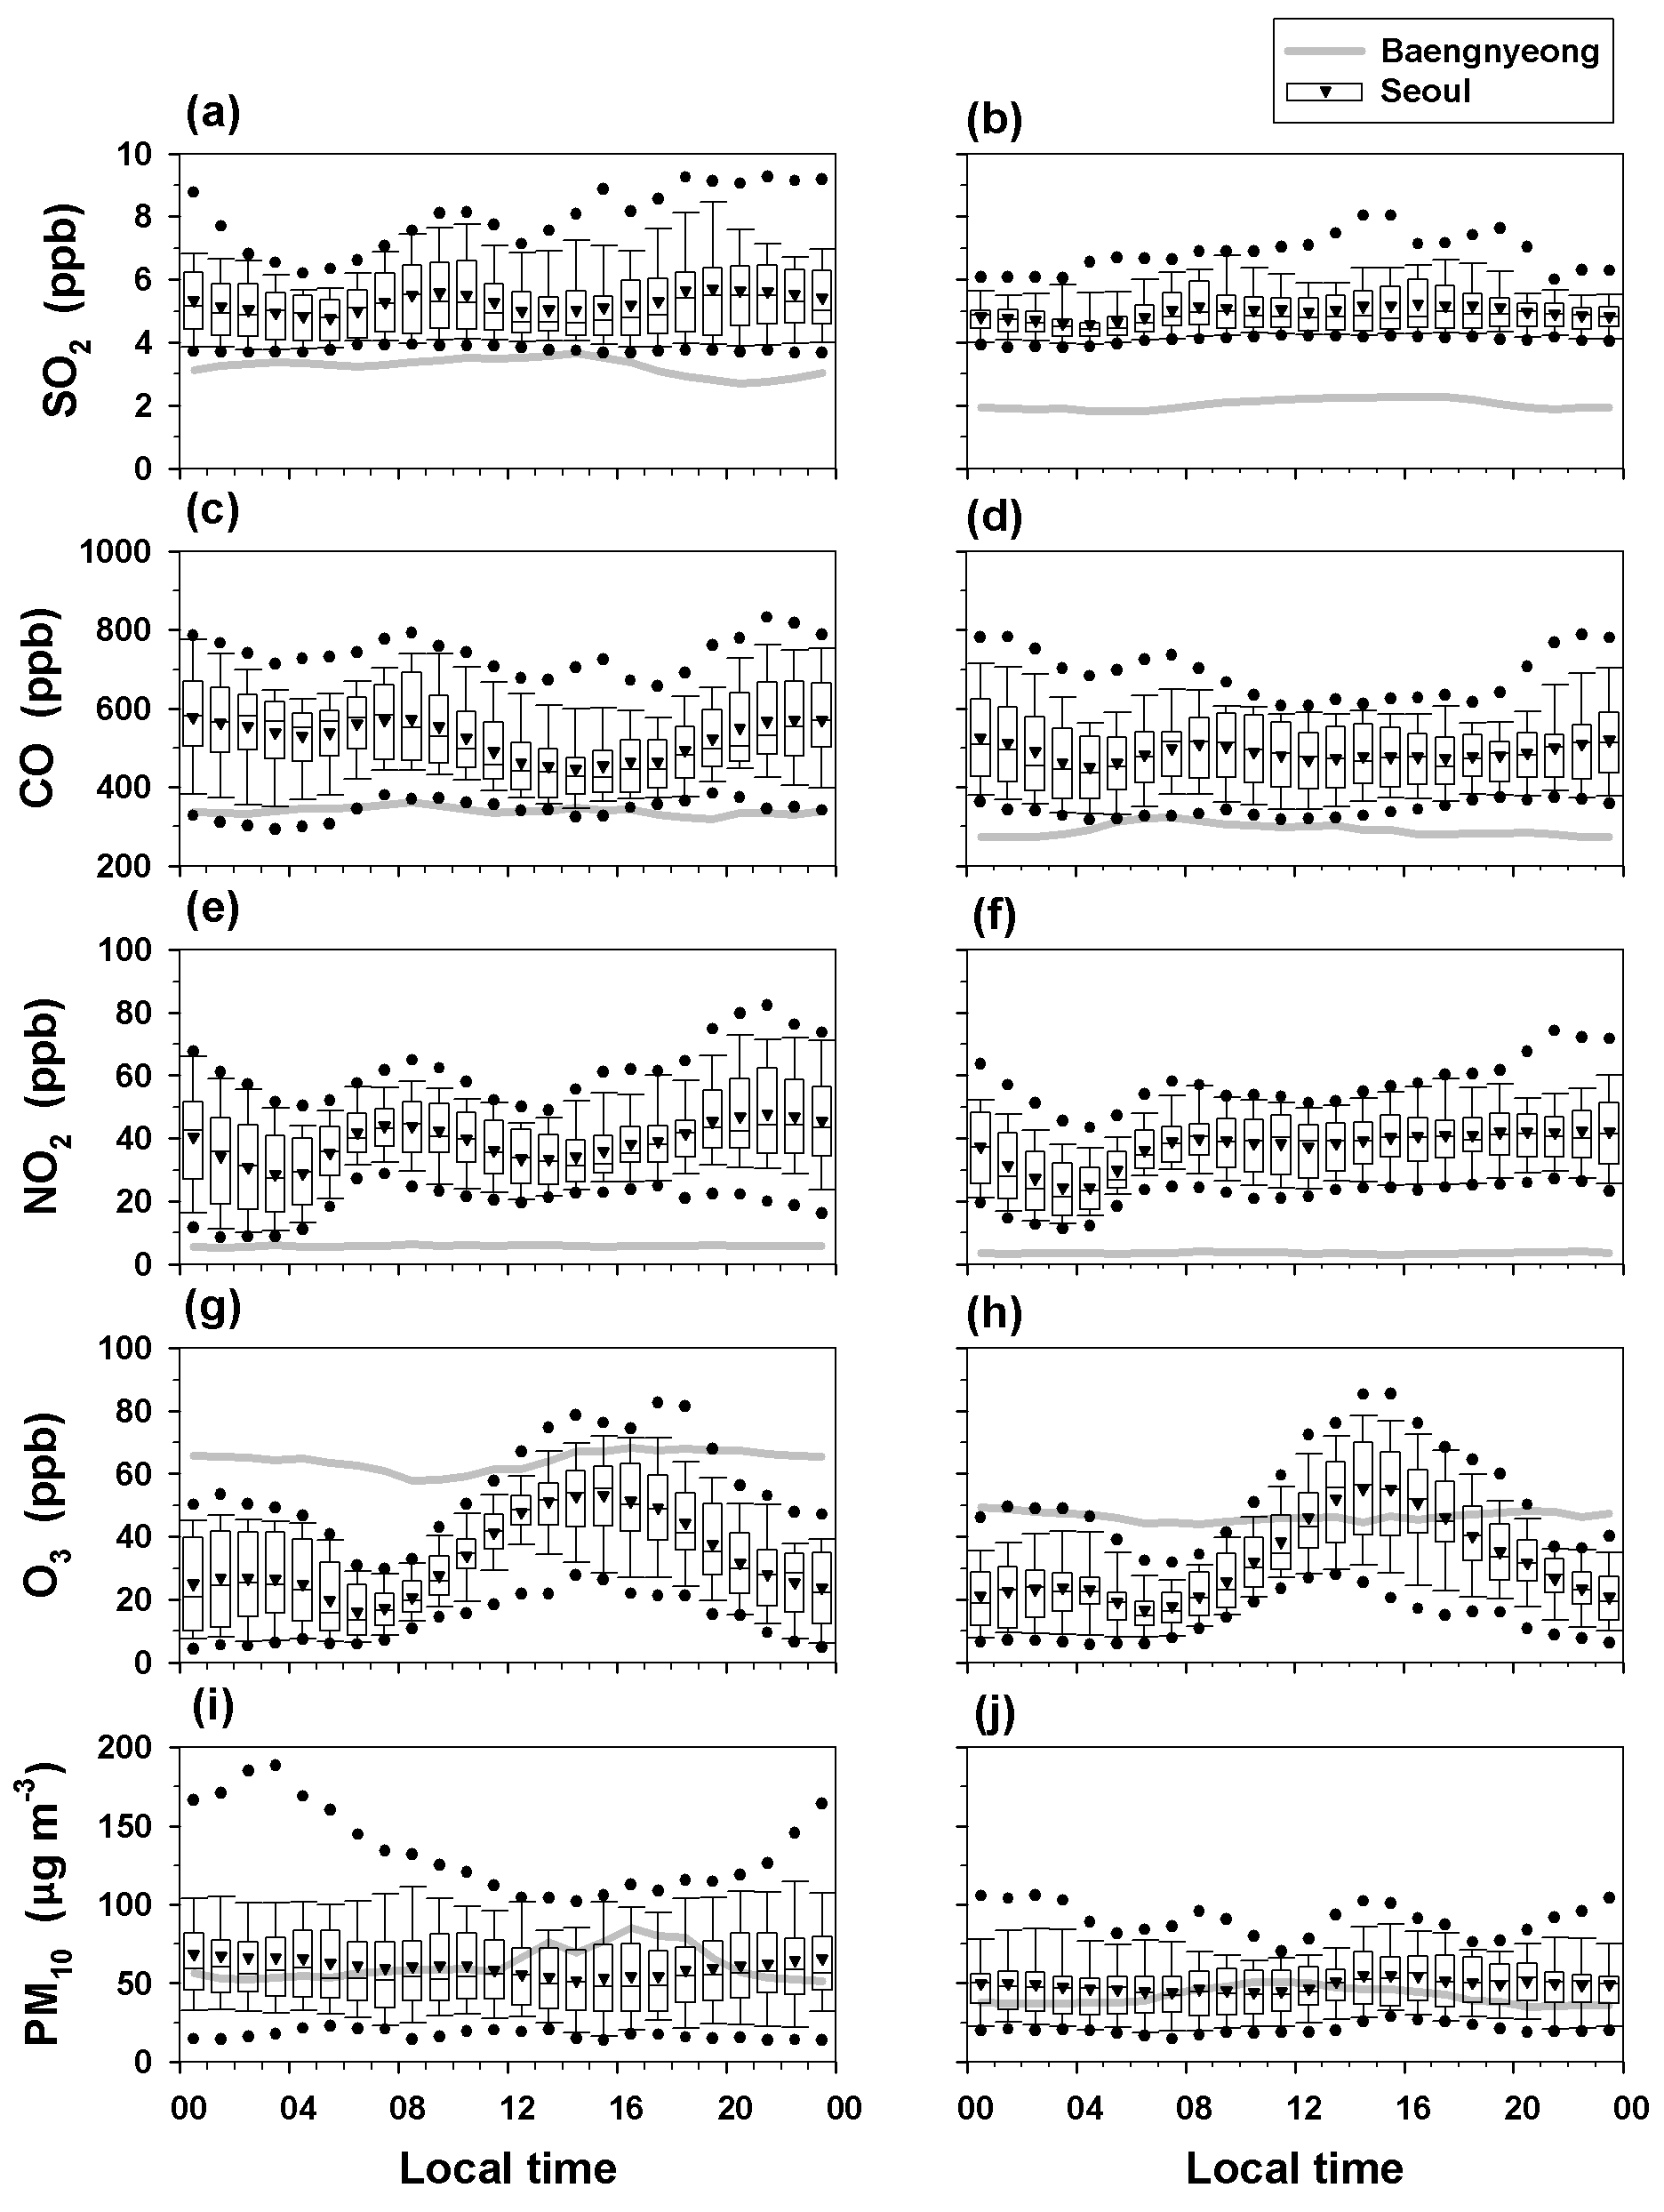 Baengnyeong
Seoul
(a) (b)
SO2 (ppb)
10
8
6
4
2
0
(c) (d)
CO (ppb)
1000
800
600
400
200
(e) (f)
NO2 (ppb)
100
80
60
40
20
0
(g) (h)
O3 (ppb)
100
80
60
40
20
0
(i) (j)
PM10 (µg m-3)
200
150
100
50
0
00 04 08 12 16 20 00 00 04 08 12 16 20 00
Local time Local time